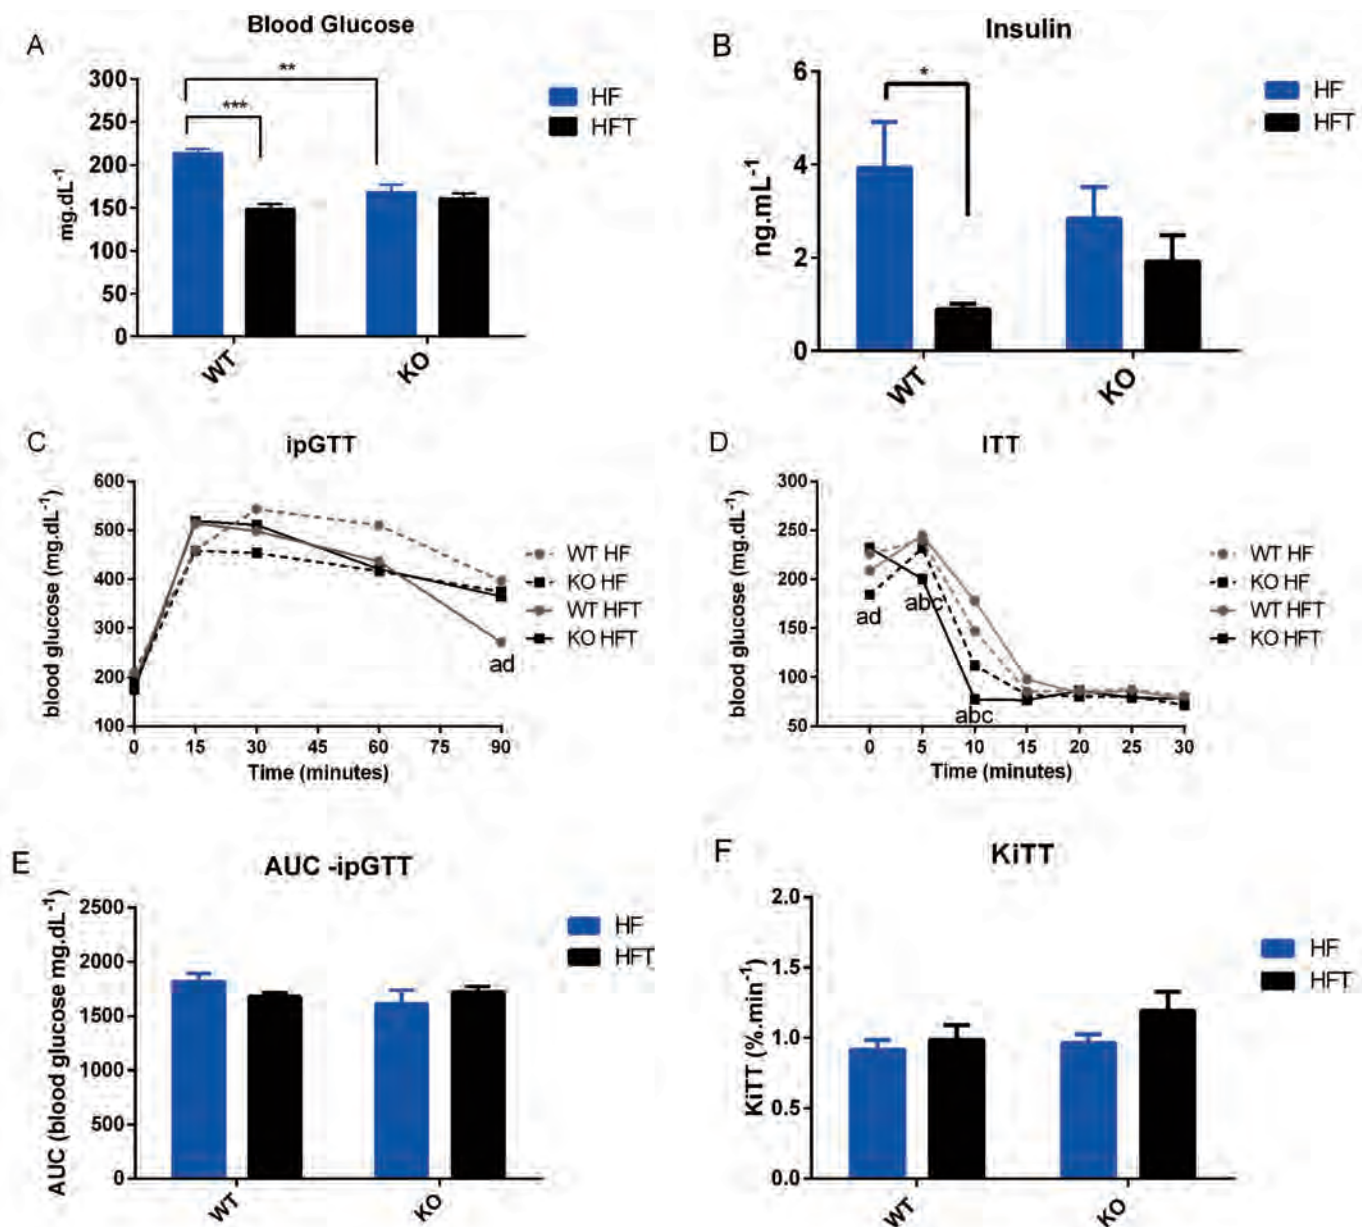 A
Blood Glucose
mg.dL-1
300
250
200
150
100
50
0
**
***
WT
KO
HF
HFT
B
Insulin
ng.mL-1
6
4
2
0
*
WT
KO
HF
HFT
C
ipGTT
blood glucose (mg.dL-1)
600
500
400
300
200
100
ad
0 15 30 45 60 75 90
Time (minutes)
WT HF
KO HF
WT HFT
KO HFT
D
ITT
blood glucose (mg.dL-1)
300
250
200
150
100
50
ad
abc
abc
0 5 10 15 20 25 30
Time (minutes)
WT HF
KO HF
WT HFT
KO HFT
E
AUC -ipGTT
AUC (blood glucose mg.dL-1)
2500
2000
1500
1000
500
0
WT
KO
HF
HFT
F
KiTT
KiTT (%.min-1)
2.0
1.5
1.0
0.5
0.0
WT
KO
HF
HFT